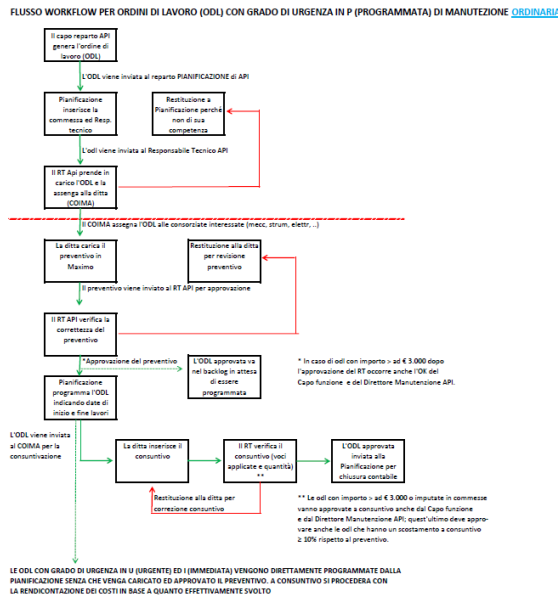 FLUSSO WORKFLOW PER ORDINI DI LAVORO (ODL) CON GRADO DI URGENZA IN P (PROGRAMMATA) DI MANUTEZIONE ORDINARIA
Il capo reparto API
genera l'ordine di
lavoro (ODL)
L'ODL viene inviata al reparto PIANIFICAZIONE di API
Pianificazione
inserisce la
commessa ed Resp.
tecnico
Restituzione a
Pianificazione perchè
non di sua
competenza
L'odl viene inviata al Responsabile Tecnico API
Il RT Api prende in
carico l'ODL e la
assenga alla ditta
(COIMA)
Il COIMA assegna l'ODL alle consorziate interessate (mecc, strum, elettr, ..)
La ditta carica il
preventivo in
Maximo
Restituzione alla ditta
per revisione
preventivo
Il preventivo viene inviato al RT API per approvazione
Il RT API verifica la
correttezza del
preventivo
*Approvazione del preventivo
L'ODL approvata va
nel backlog in attesa
di essere
programmata
* In caso di odl con importo > ad € 3.000 dopo
l'approvazione del RT occorre anche l'OK del
Capo funzione e del Direttore Manutenzione API.
Pianificazione
programma l'ODL
indicando date di
inizio e fine lavori
L'ODL viene inviata
al COIMA per la
consuntivazione
La ditta inserisce il
consuntivo
Il RT verifica il
consuntivo (voci
applicate e quantità)
**
L'ODL approvata
inviata alla
Pianificazione per
chiusura contabile
Restituzione alla ditta per
correzione consuntivo
** Le odl con importo > ad € 3.000 o imputate in commesse
vanno approvate a consuntivo anche dal Capo funzione
e dal Direttore Manutenzione API; quest'ultimo deve appro-
vare anche le odl che hanno un scostamento a consuntivo
≥ 10% rispetto al preventivo.
LE ODL CON GRADO DI URGENZA IN U (URGENTE) ED I (IMMEDIATA) VENGONO DIRETTAMENTE PROGRAMMATE DALLA
PIANIFICAZIONE SENZA CHE VENGA CARICATO ED APPROVATO IL PREVENTIVO. A CONSUNTIVO SI PROCEDERA CON
LA RENDICONTAZIONE DEI COSTI IN BASE A QUANTO EFFETTIVAMENTE SVOLTO